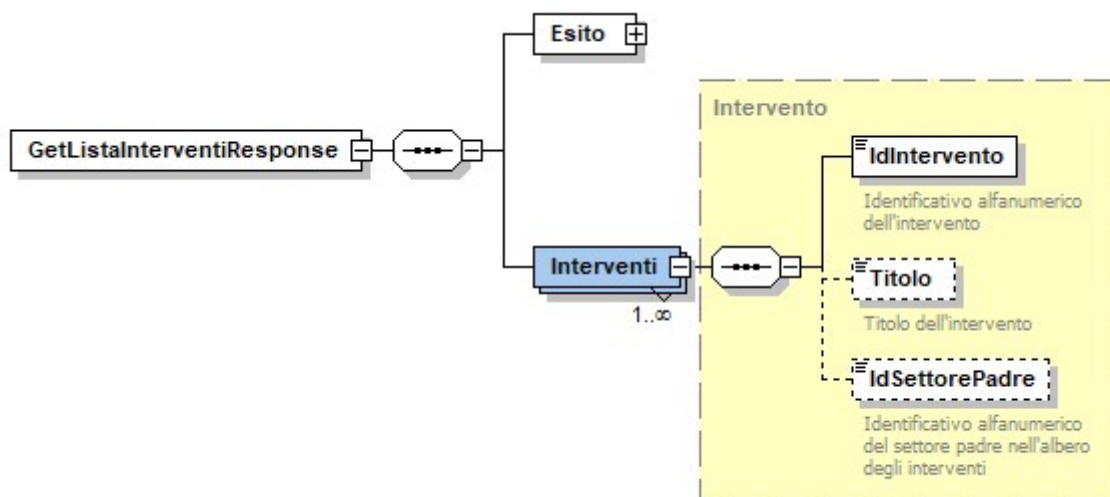 Esito
Intervento
GetListaInterventiResponse
IdIntervento
Identificativo alfanumerico
dell'intervento
Interventi
1..∞
Titolo
Titolo dell'intervento
IdSettorePadre
Identificativo alfanumerico
del settore padre nell'albero
degli interventi